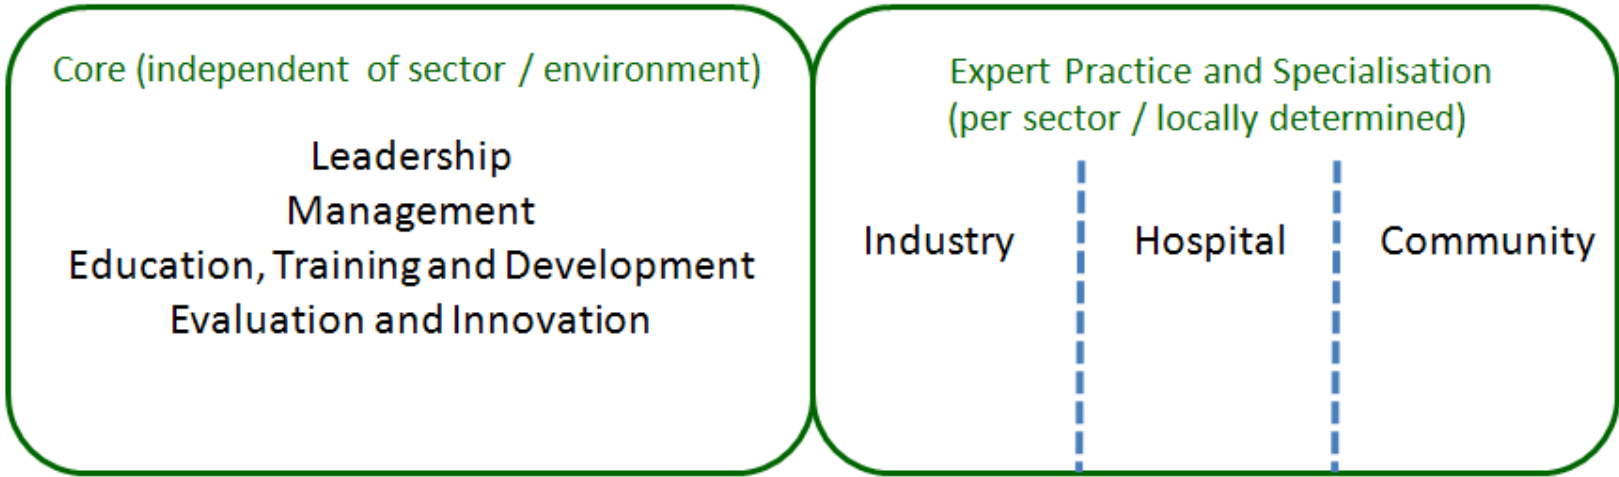 Core (independent of sector / environment)
Leadership
Management
Education, Training and Development
Evaluation and Innovation
Expert Practice and Specialisation
(per sector / locally determined)
Industry
Hospital
Community